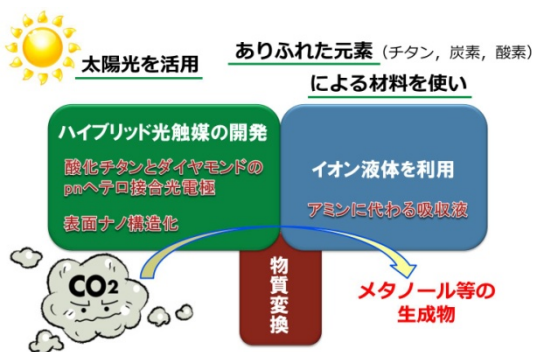 太陽光を活用
ありふれた元素（チタン，炭素，酸素）
による材料を使い
ハイブリッド光触媒の開発
酸化チタンとダイヤモンドの
pnヘテロ接合光電極
表面ナノ構造化
イオン液体を利用
アミンに代わる吸収液
CO2
物質変換
メタノール等の
生成物